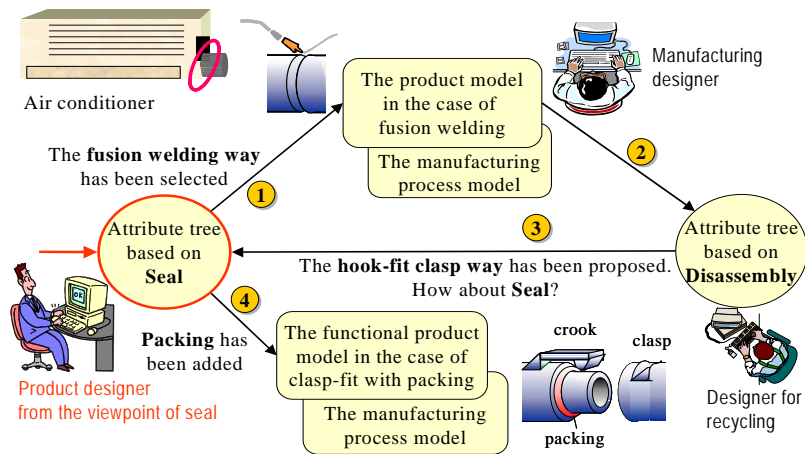 Air conditioner
The product model
in the case of
fusion welding
The manufacturing
process model
Manufacturing
designer
The fusion welding way
has been selected
1
2
Attribute tree
based on
Seal
3
The hook-fit clasp way has been proposed.
How about Seal?
Attribute tree
based on
Disassembly
OK
4
Packing has
been added
The functional product
model in the case of
clasp-fit with packing
The manufacturing
process model
crook
clasp
packing
Product designer
from the viewpoint of seal
Designer for
recycling